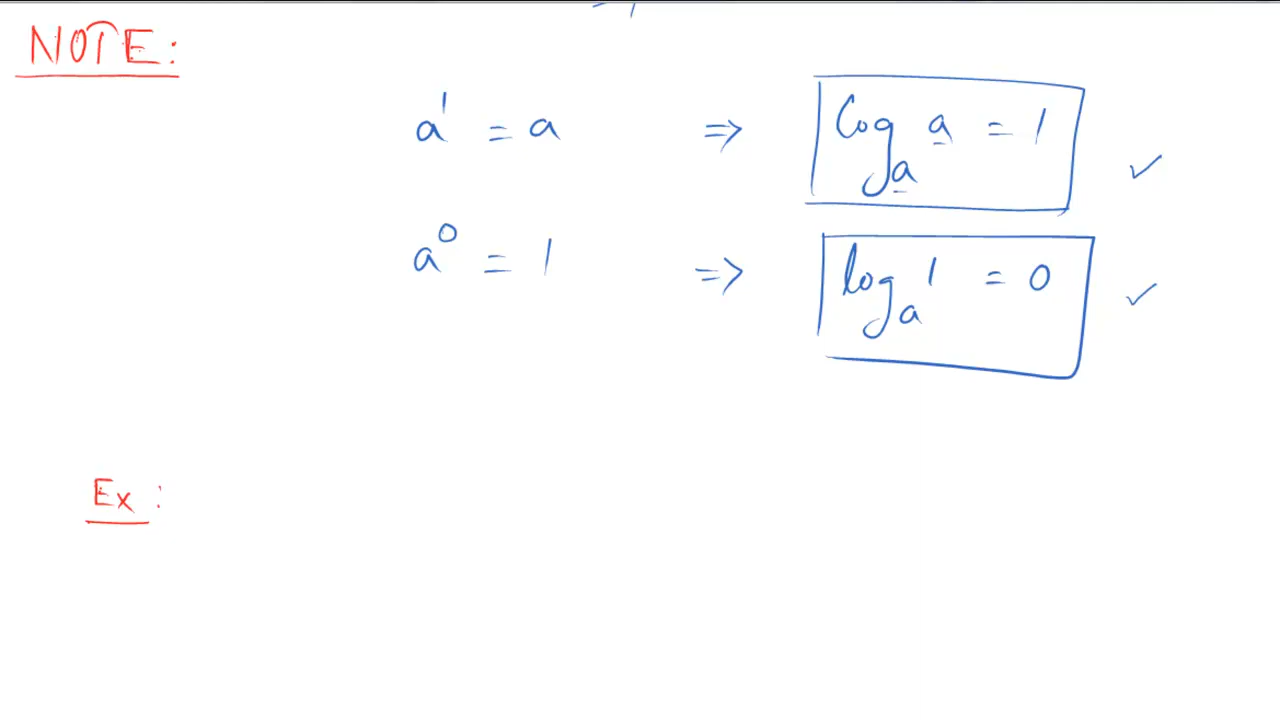 NOTE:
a¹ = a ⇒ log_a a = 1 ✓
a⁰ = 1 ⇒ log_a 1 = 0 ✓
Ex :